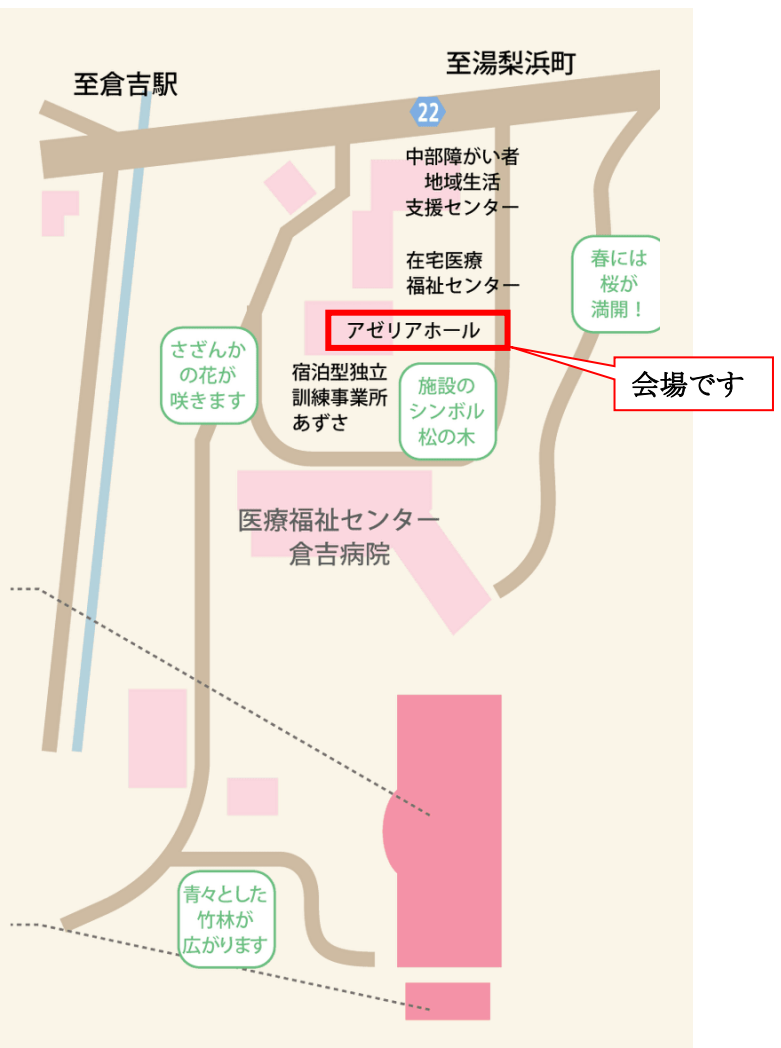 至倉吉駅
至湯梨浜町
22
中部障がい者
地域生活
支援センター
在宅医療
福祉センター
春には
桜が
満開！
アゼリアホール
さざんか
の花が
咲きます
会場です
宿泊型独立
訓練事業所
あずさ
施設の
シンボル
松の木
医療福祉センター
倉吉病院
青々とした
竹林が
広がります